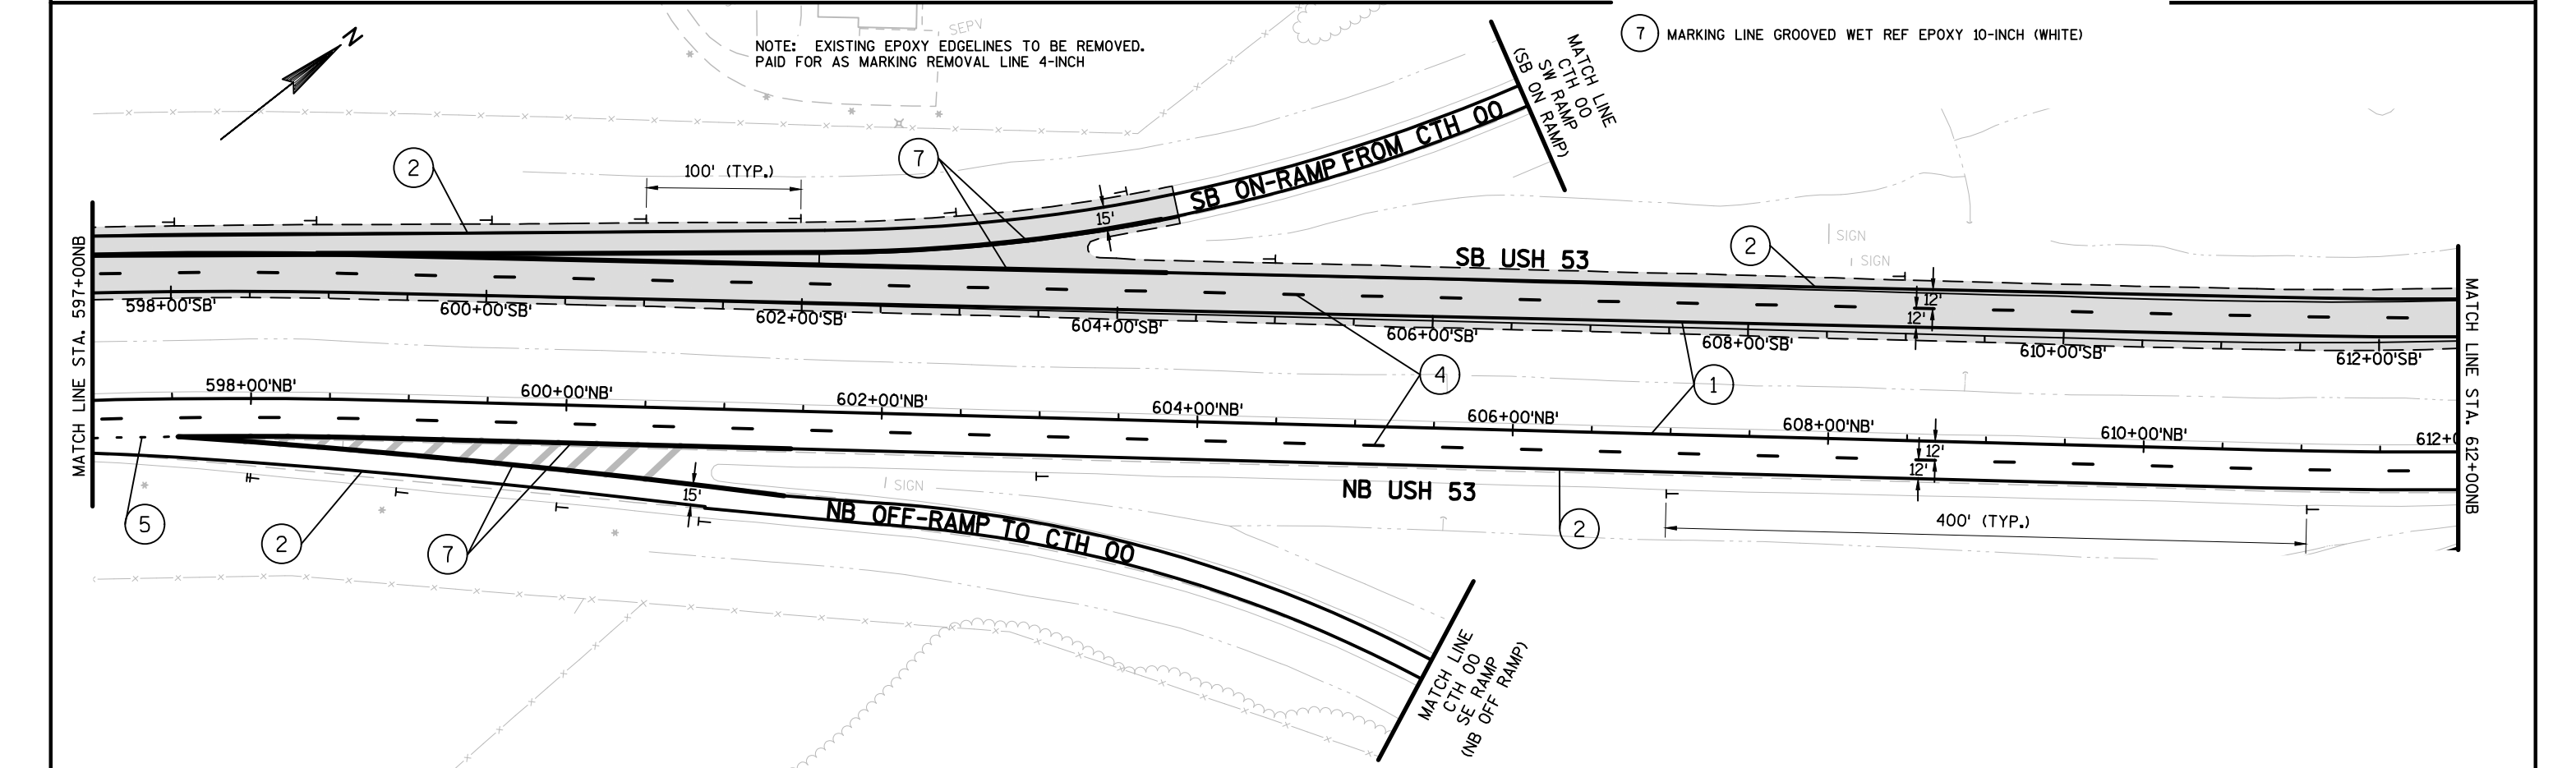 SEPV
N
NOTE: EXISTING EPOXY EDGELINES TO BE REMOVED.
PAID FOR AS MARKING REMOVAL LINE 4-INCH
7 MARKING LINE GROOVED WET REF EPOXY 10-INCH (WHITE)
MATCH LINE
CTH OO
SW RAMP
(SB ON RAMP)
2
100' (TYP.)
7
15'
SB ON-RAMP FROM CTH OO
SB USH 53
2
SIGN
SIGN
12'
12'
MATCH LINE STA. 597+00NB
598+00'SB'
600+00'SB'
602+00'SB'
604+00'SB'
606+00'SB'
608+00'SB'
610+00'SB'
612+00'SB'
MATCH LINE STA. 612+00NB
4
1
598+00'NB'
600+00'NB'
602+00'NB'
604+00'NB'
606+00'NB'
608+00'NB'
610+00'NB'
612+0
12'
12'
15'
SIGN
NB USH 53
NB OFF-RAMP TO CTH OO
5
2
7
2
400' (TYP.)
MATCH LINE
CTH OO
SE RAMP
(NB OFF RAMP)